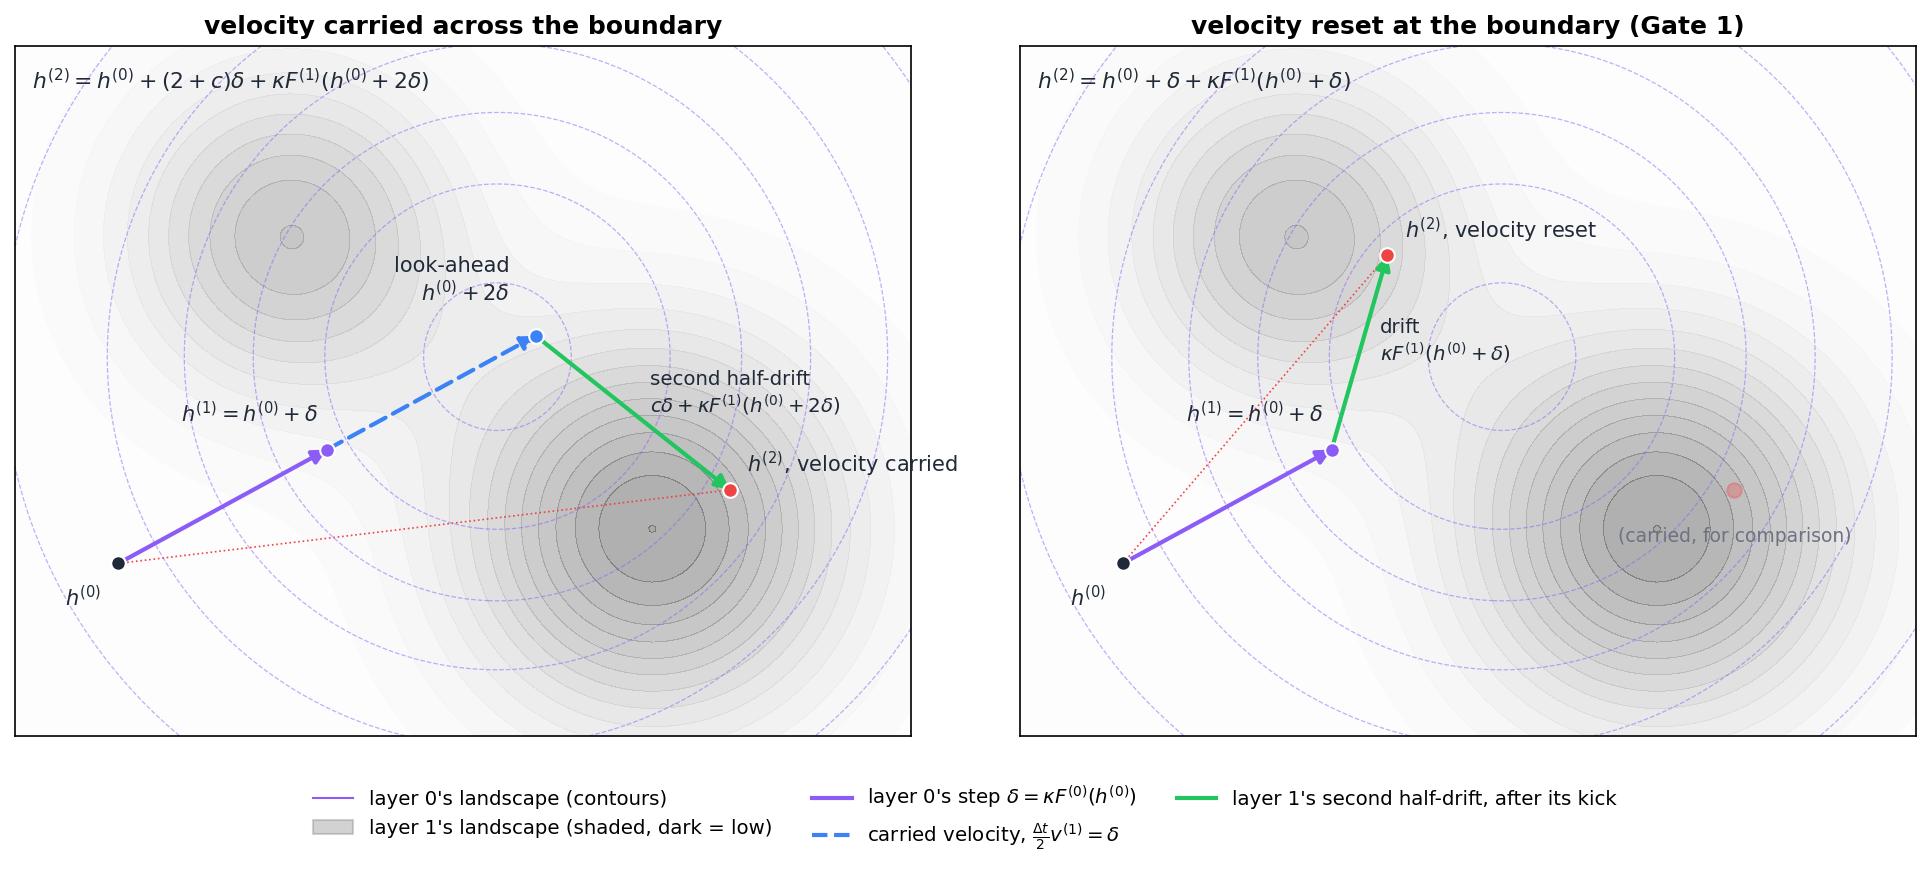 velocity carried across the boundary
h^(2) = h^(0) + (2 + c)δ + κF^(1)(h^(0) + 2δ)
look-ahead
h^(0) + 2δ
second half-drift
cδ + κF^(1)(h^(0) + 2δ)
h^(1) = h^(0) + δ
h^(2), velocity carried
h^(0)
velocity reset at the boundary (Gate 1)
h^(2) = h^(0) + δ + κF^(1)(h^(0) + δ)
h^(2), velocity reset
drift
κF^(1)(h^(0) + δ)
h^(1) = h^(0) + δ
(carried, for comparison)
h^(0)
layer 0's landscape (contours)
layer 1's landscape (shaded, dark = low)
layer 0's step δ = κF^(0)(h^(0))
carried velocity, Δt/2 v^(1) = δ
layer 1's second half-drift, after its kick